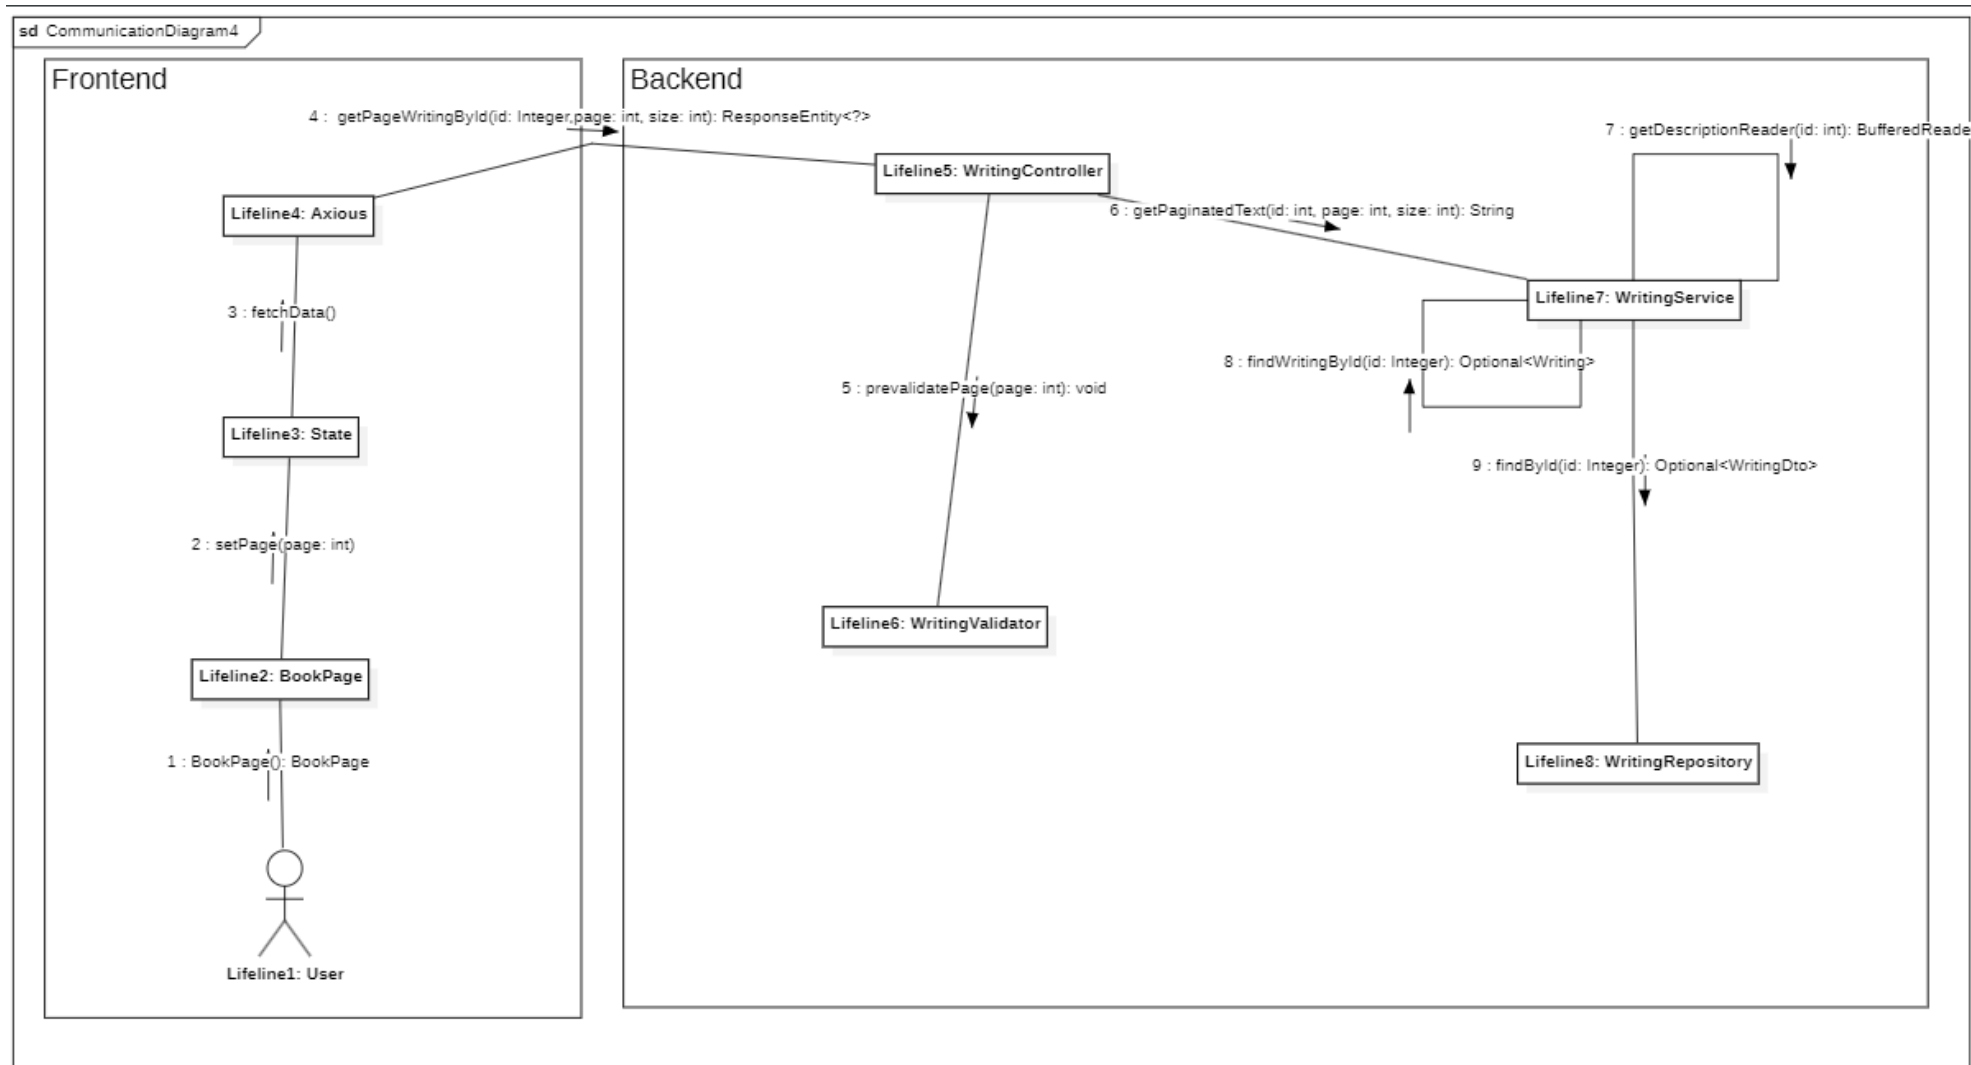 sd CommunicationDiagram4
Frontend
Backend
4 : getPageWritingById(id: Integer,page: int, size: int): ResponseEntity<?>
7 : getDescriptionReader(id: int): BufferedReade
Lifeline5: WritingController
Lifeline4: Axious
6 : getPaginatedText(id: int, page: int, size: int): String
Lifeline7: WritingService
3 : fetchData()
8 : findWritingById(id: Integer): Optional<Writing>
5 : prevalidatePage(page: int): void
Lifeline3: State
9 : findById(id: Integer): Optional<WritingDto>
2 : setPage(page: int)
Lifeline6: WritingValidator
Lifeline2: BookPage
1 : BookPage(): BookPage
Lifeline8: WritingRepository
Lifeline1: User